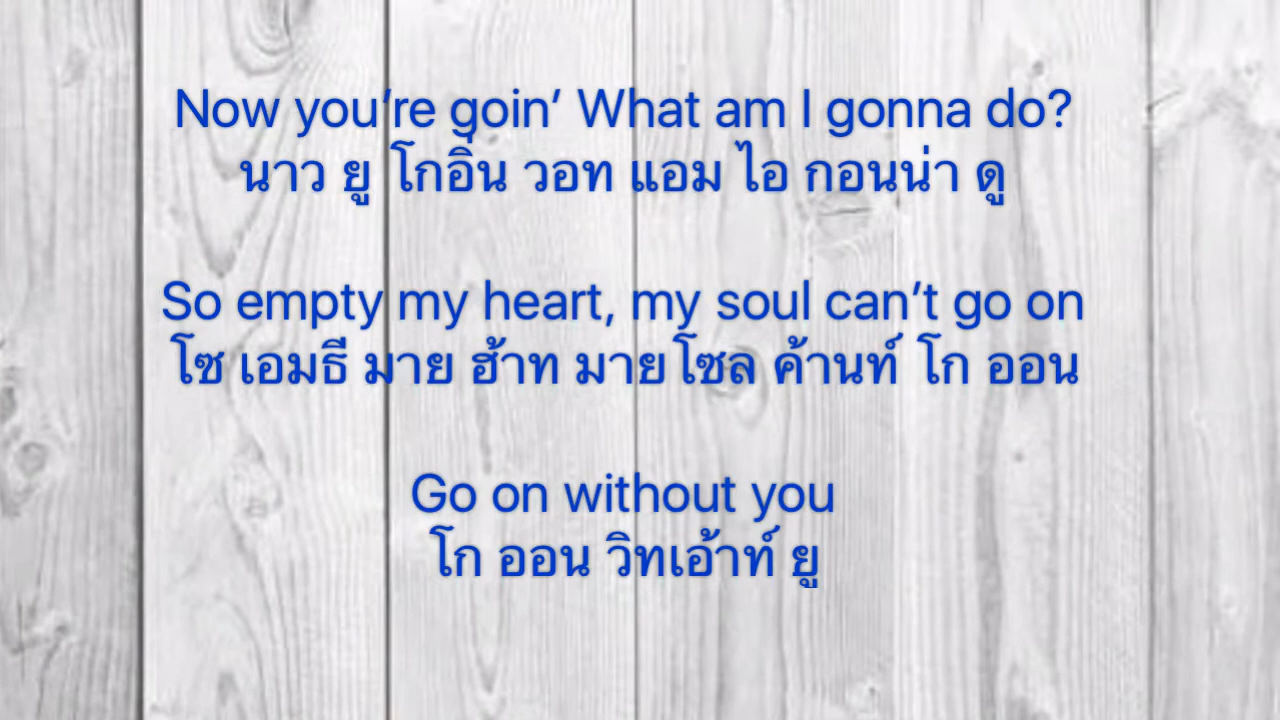 Now you’re goin’ What am I gonna do?
นาว ยู โกอิ่น วอท แอม ไอ กอนน่า ดู
So empty my heart, my soul can’t go on
โซ เอมธี มาย ฮ้าท มายโซล ค้านท์ โก ออน
Go on without you
โก ออน วิทเอ้าท์ ยู